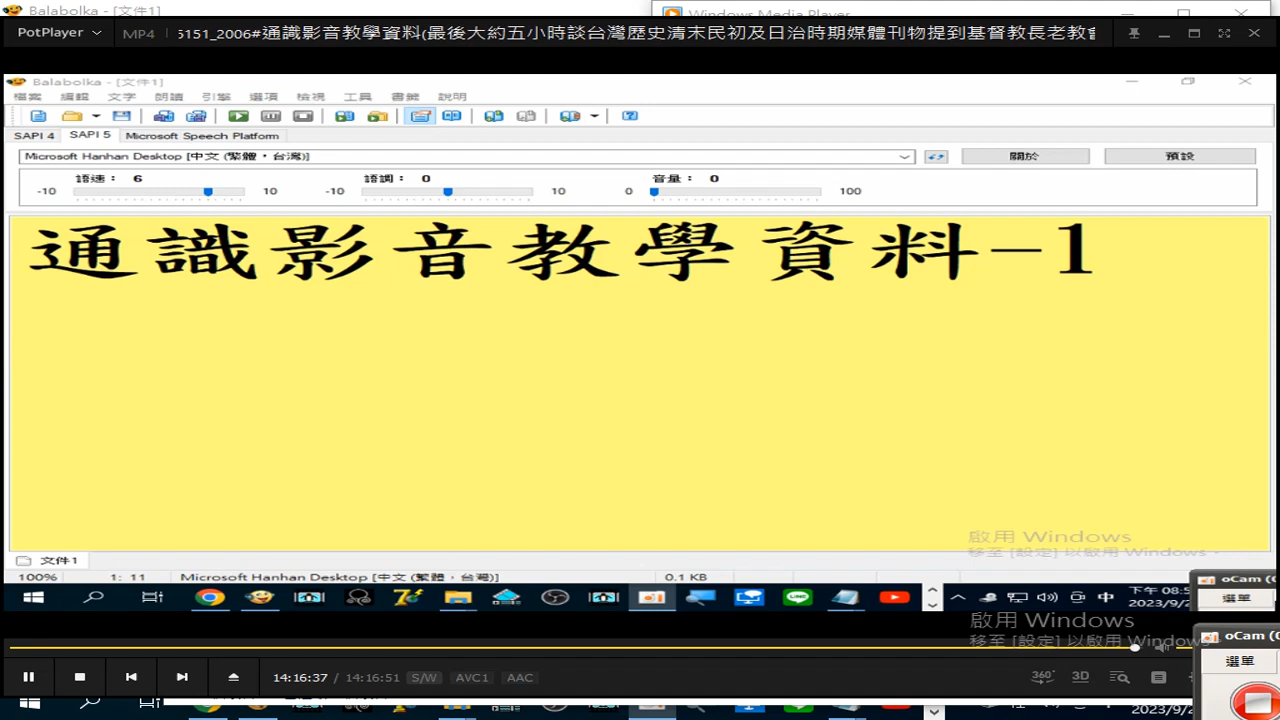 Balabolka - [文件1]
Windows Media Player
PotPlayer
MP4
5151_2006#通識影音教學資料(最後大約五小時談台灣歷史清末民初及日治時期媒體刊物提到基督教長老教會
Balabolka - [文件1]
檔案 編輯 文字 朗讀 引擎 選項 檢視 工具 書籤 說明
SAPI 4 SAPI 5 Microsoft Speech Platform
Microsoft Hanhan Desktop [中文 (繁體，台灣)]
關於 預設
語速： 6 語調： 0 音量： 0
-10 10 -10 10 0 100
通識影音教學資料-1
啟用 Windows
移至 [設定] 以啟用 Windows。
文件1
100% 1: 11 Microsoft Hanhan Desktop [中文 (繁體，台灣)] 0.1 KB
oCam (
選單
中
下午 08:5
2023/9/2
啟用 Windows
移至 [設定] 以啟用 Windows
oCam (
選單
14:16:37 / 14:16:51 S/W AVC1 AAC
360° 3D
2023/9/2